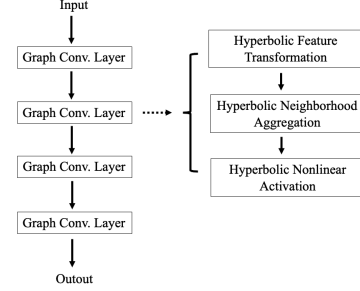 Input
Graph Conv. Layer
Graph Conv. Layer
Graph Conv. Layer
Graph Conv. Layer
Outout
Hyperbolic Feature
Transformation
Hyperbolic Neighborhood
Aggregation
Hyperbolic Nonlinear
Activation